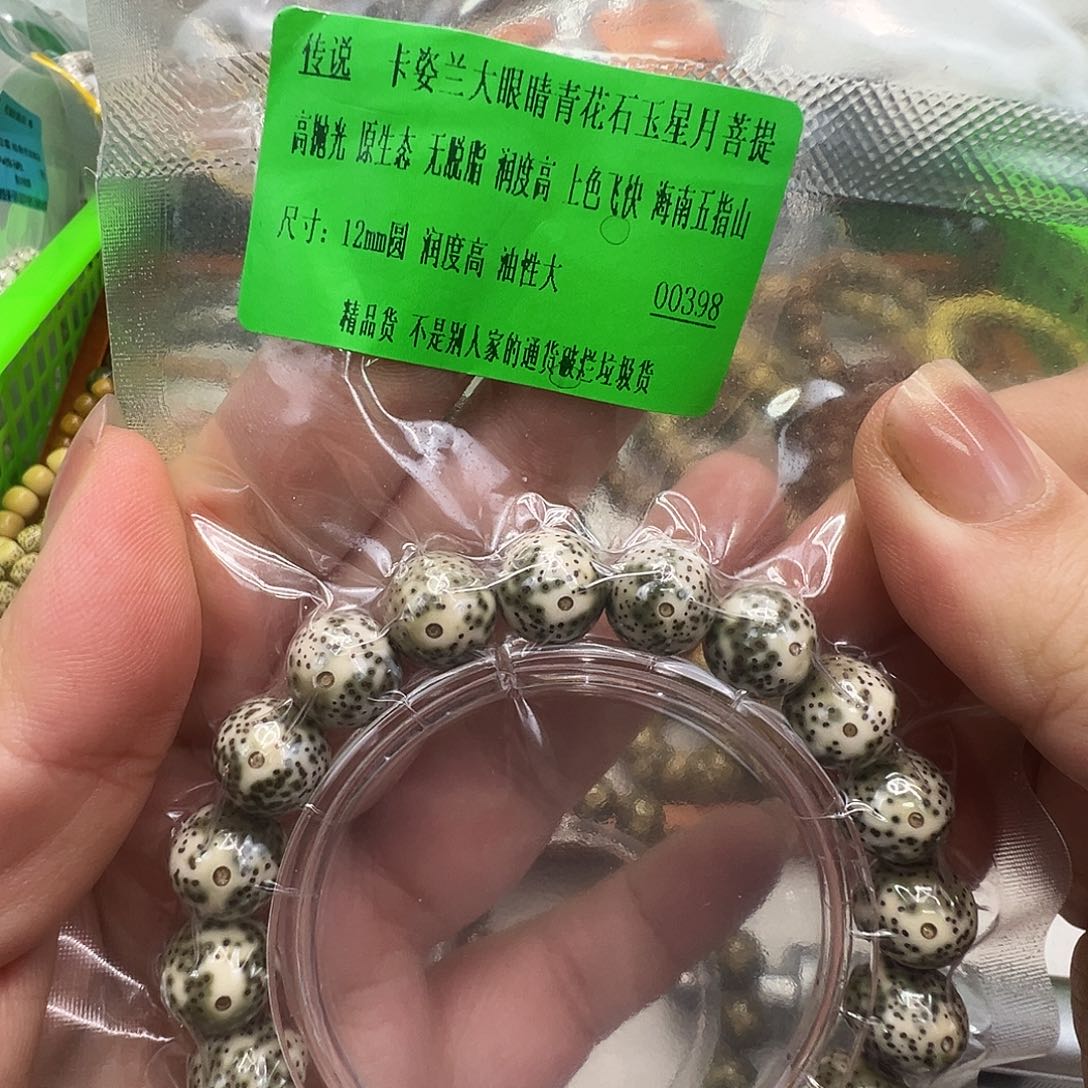 传说 卡姿兰大眼睛青花石玉星月菩提
高抛光 原生态 无脱脂 润度高 上色飞快 海南五指山
尺寸：12mm圆 润度高 油性大
00398
精品货 不是别人家的通货破烂垃圾货